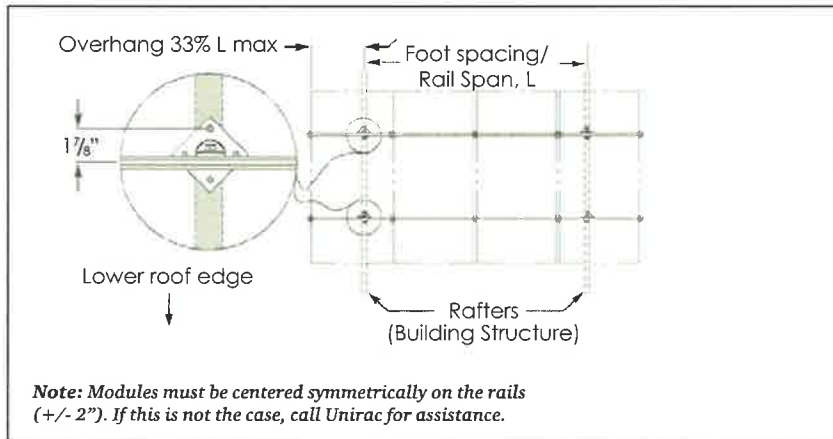 Overhang 33% L max
Foot spacing/
Rail Span, L
1⅞"
Lower roof edge
Rafters
(Building Structure)
Note: Modules must be centered symmetrically on the rails
(+/- 2"). If this is not the case, call Unirac for assistance.